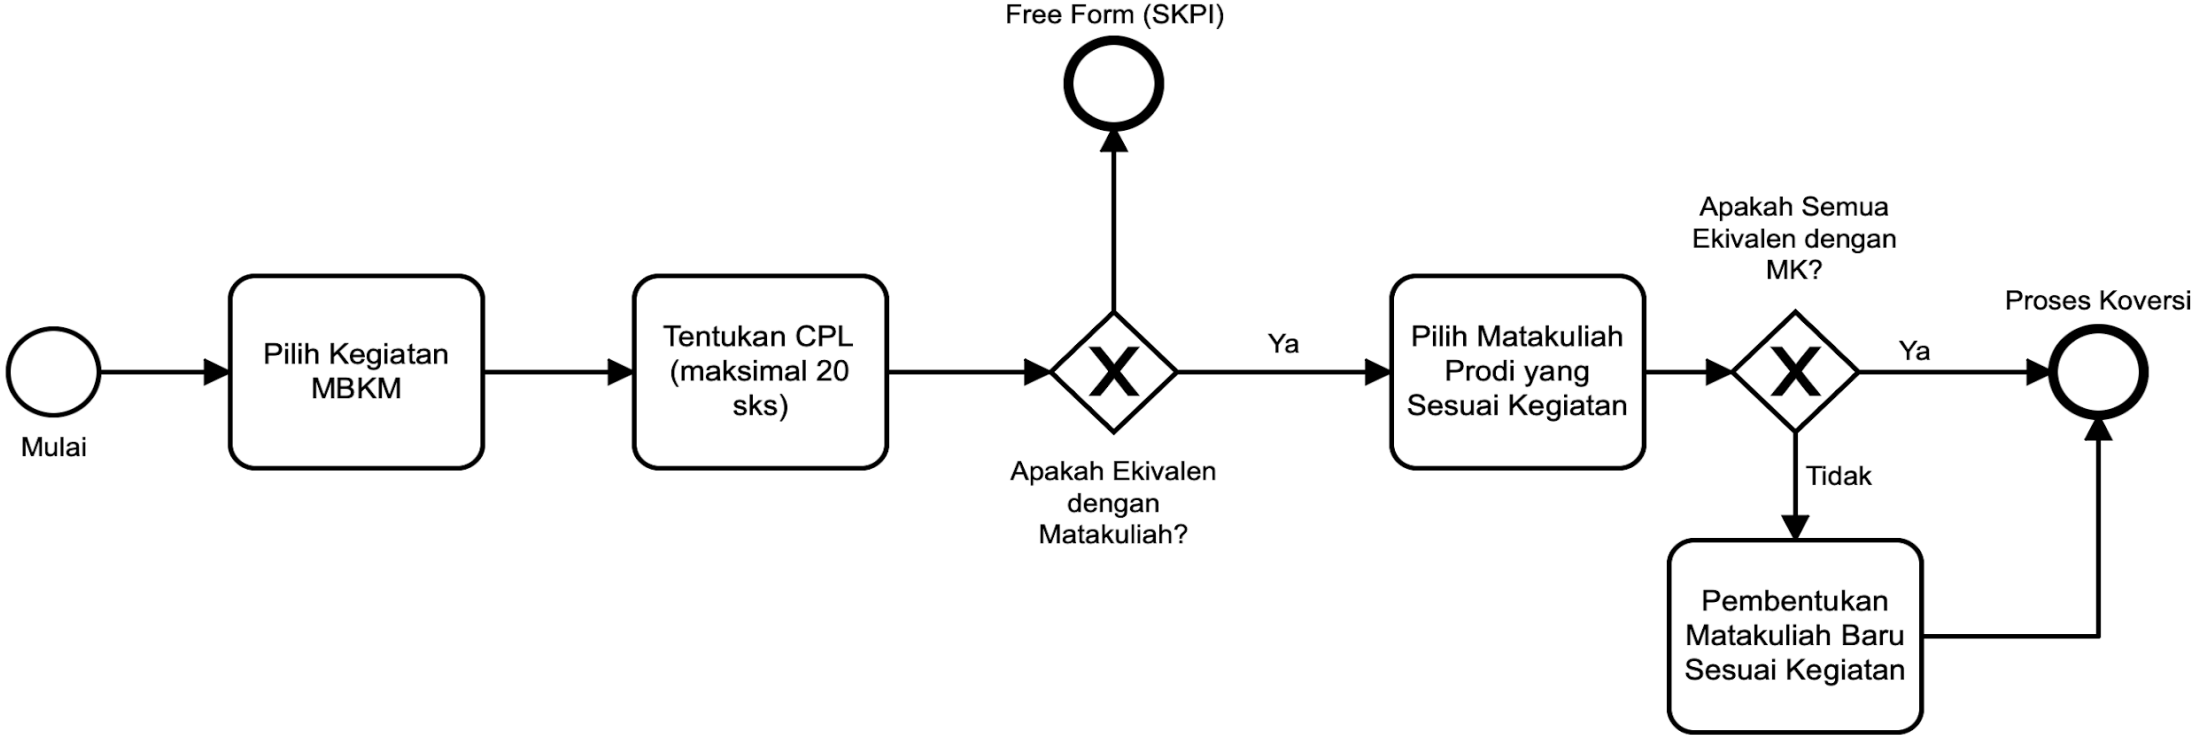 Free Form (SKPI)
Mulai
Pilih Kegiatan
MBKM
Tentukan CPL
(maksimal 20
sks)
X
Apakah Ekivalen
dengan
Matakuliah?
Ya
Pilih Matakuliah
Prodi yang
Sesuai Kegiatan
Apakah Semua
Ekivalen dengan
MK?
X
Ya
Proses Koversi
Tidak
Pembentukan
Matakuliah Baru
Sesuai Kegiatan